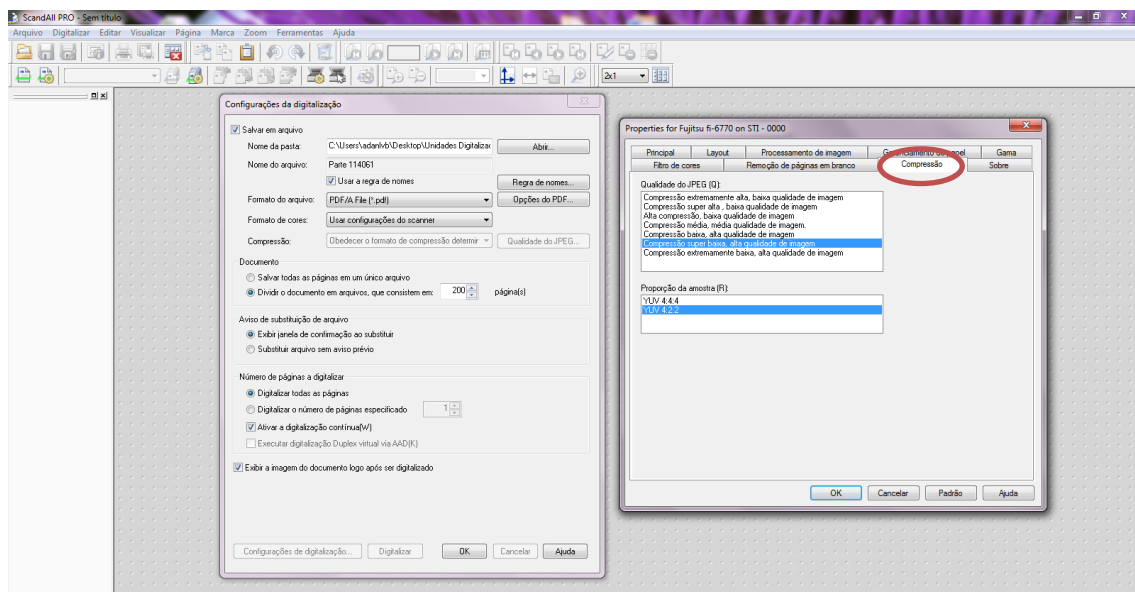 ScandAll PRO - Sem título
Arquivo Digitalizar Editar Visualizar Página Marca Zoom Ferramentas Ajuda
2x1
Configurações da digitalização
Salvar em arquivo
Nome da pasta: C:\Users\adanlvb\Desktop\Unidades Digitalizar Abrir...
Nome do arquivo: Parte 114061
Usar a regra de nomes Regra de nomes...
Formato do arquivo: PDF/A File (*.pdf) Opções do PDF...
Formato de cores: Usar configurações do scanner
Compressão: Obedecer o formato de compressão determir Qualidade do JPEG...
Documento
Salvar todas as páginas em um único arquivo
Dividir o documento em arquivos, que consistem em: 200 página(s)
Aviso de substituição de arquivo
Exibir janela de confirmação ao substituir
Substituir arquivo sem aviso prévio
Número de páginas a digitalizar
Digitalizar todas as páginas
Digitalizar o número de páginas especificado 1
Ativar a digitalização contínua(W)
Executar digitalização Duplex virtual via AAD(K)
Exibir a imagem do documento logo após ser digitalizado
Configurações de digitalização... Digitalizar OK Cancelar Ajuda
Properties for Fujitsu fi-6770 on STI - 0000
Principal Layout Processamento de imagem Gama
Filtro de cores Remoção de páginas em branco Compressão Sobre
Qualidade do JPEG (Q):
Compressão extremamente alta, baixa qualidade de imagem
Compressão super alta , baixa qualidade de imagem
Alta compressão, baixa qualidade de imagem
Compressão média, média qualidade de imagem.
Compressão baixa, alta qualidade de imagem
Compressão super baixa, alta qualidade de imagem
Compressão extremamente baixa, alta qualidade de imagem
Proporção da amostra (R):
YUV 4:4:4
YUV 4:2:2
OK Cancelar Padrão Ajuda